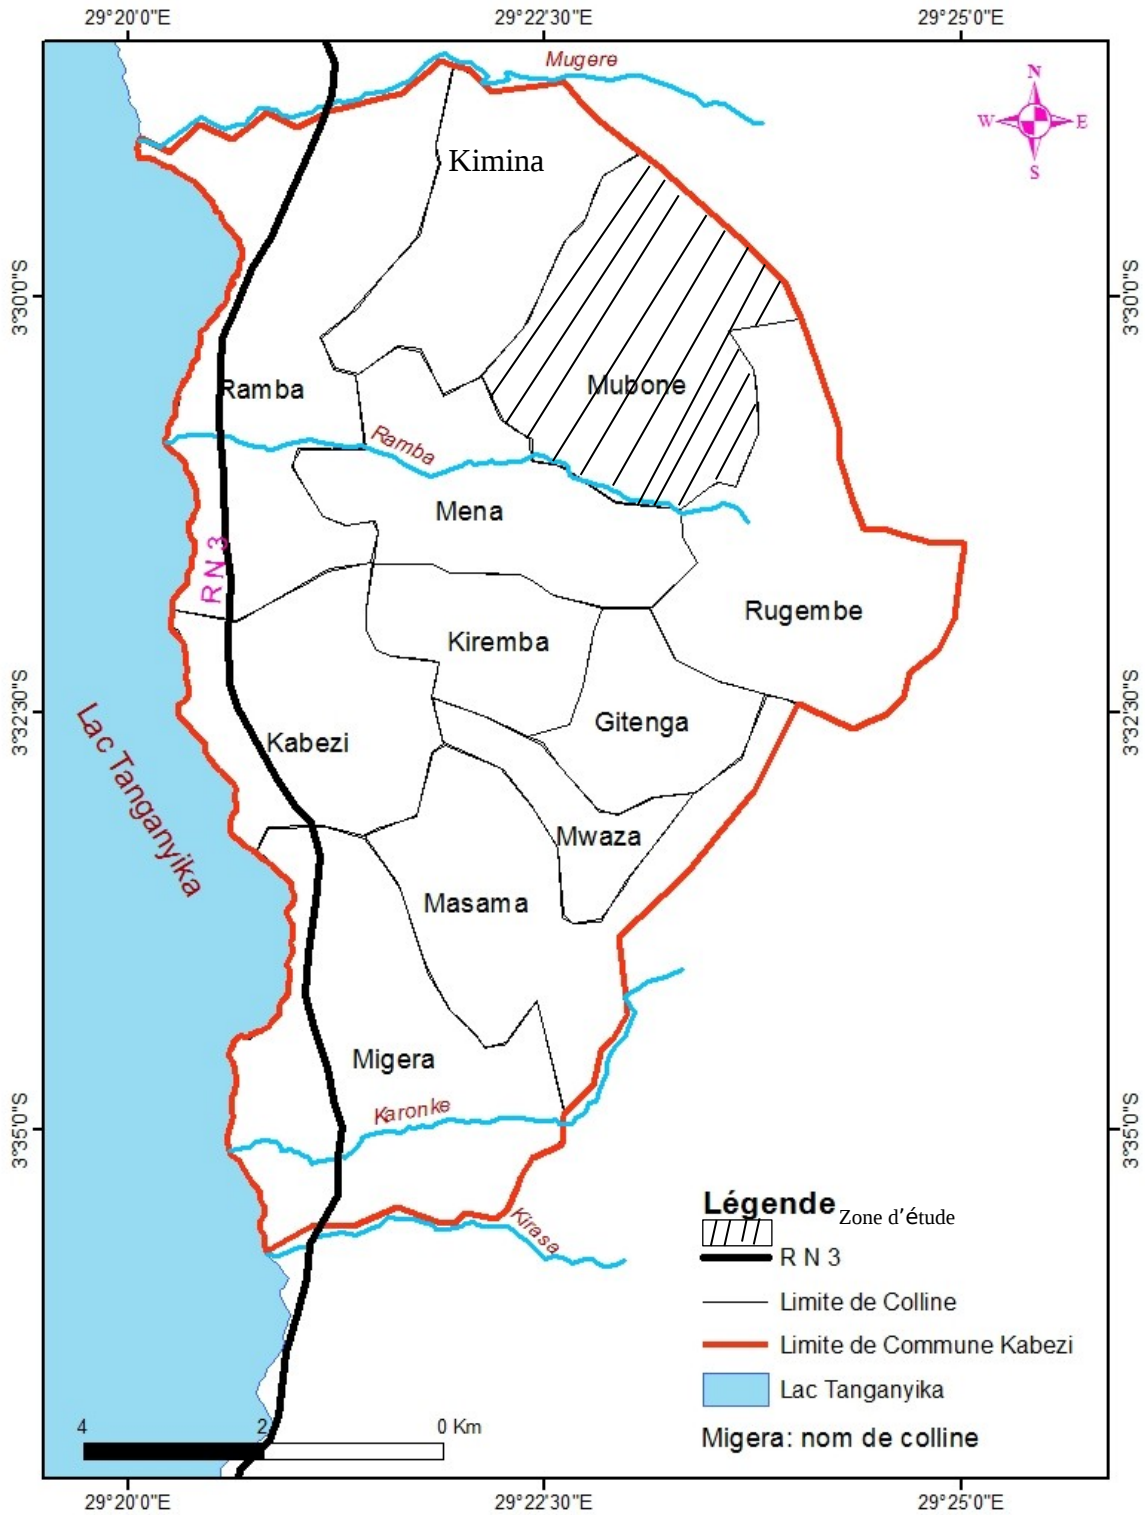 29°20'0"E 29°22'30"E 29°25'0"E
Mugere
N
W E
S
Kimina
3°30'0"S 3°30'0"S
Ramba
Mubone
Ramba
Mena
R N 3
Rugembe
Kiremba
3°32'30"S 3°32'30"S
Gitenga
Kabezi
Lac Tanganyika
Mwaza
Masama
Migera
Karonke
3°35'0"S 3°35'0"S
Kirasa
Légende
Zone d'étude
R N 3
Limite de Colline
Limite de Commune Kabezi
Lac Tanganyika
Migera: nom de colline
4 2 0 Km
29°20'0"E 29°22'30"E 29°25'0"E